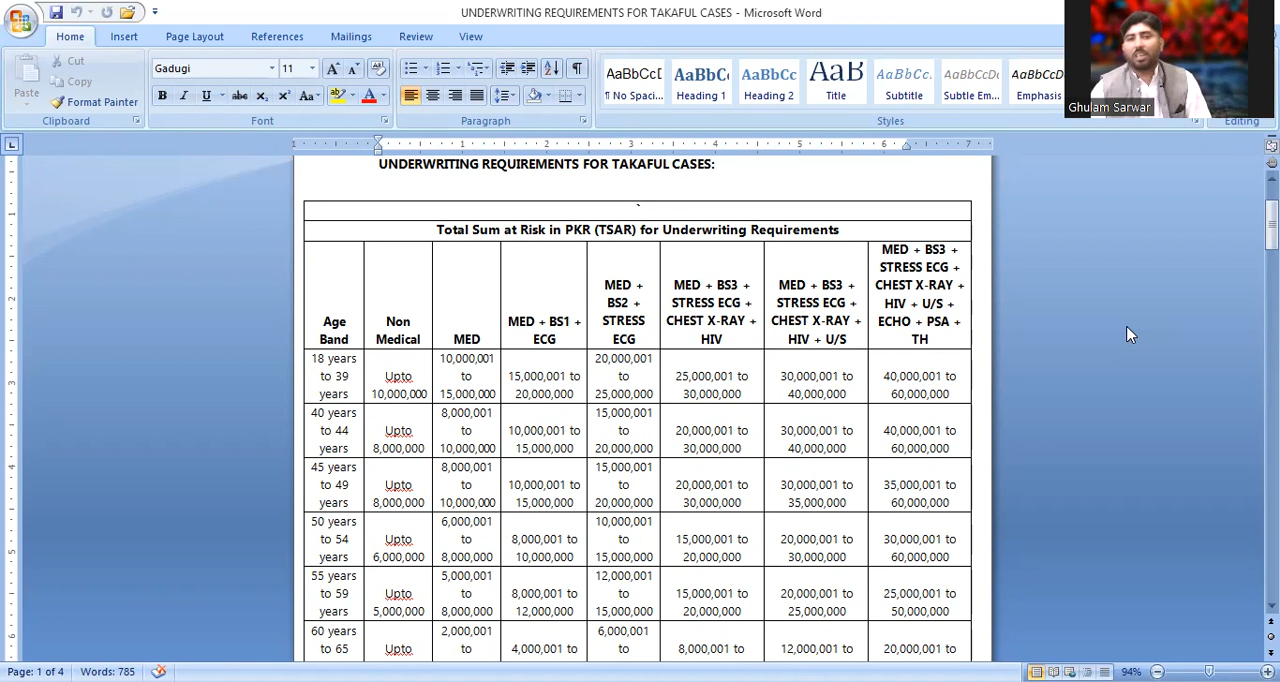 UNDERWRITING REQUIREMENTS FOR TAKAFUL CASES - Microsoft Word
Home Insert Page Layout References Mailings Review View
Cut
Copy
Paste
Format Painter
Clipboard
Gadugi 11
Font
Paragraph
AaBbCcD AaBbC AaBbCc AaB AaBbCc. AaBbCcDc AaBbCcDc
¶ No Spaci... Heading 1 Heading 2 Title Subtitle Subtle Em... Emphasis
Styles
Editing
Ghulam Sarwar
UNDERWRITING REQUIREMENTS FOR TAKAFUL CASES:
Total Sum at Risk in PKR (TSAR) for Underwriting Requirements
Age Band
Non Medical
MED
MED + BS1 + ECG
MED + BS2 + STRESS ECG
MED + BS3 + STRESS ECG + CHEST X-RAY + HIV
MED + BS3 + STRESS ECG + CHEST X-RAY + HIV + U/S
MED + BS3 + STRESS ECG + CHEST X-RAY + HIV + U/S + ECHO + PSA + TH
18 years to 39 years Upto 10,000,000 10,000,001 to 15,000,000 15,000,001 to 20,000,000 20,000,001 to 25,000,000 25,000,001 to 30,000,000 30,000,001 to 40,000,000 40,000,001 to 60,000,000
40 years to 44 years Upto 8,000,000 8,000,001 to 10,000,000 10,000,001 to 15,000,000 15,000,001 to 20,000,000 20,000,001 to 30,000,000 30,000,001 to 40,000,000 40,000,001 to 60,000,000
45 years to 49 years Upto 8,000,000 8,000,001 to 10,000,000 10,000,001 to 15,000,000 15,000,001 to 20,000,000 20,000,001 to 30,000,000 30,000,001 to 35,000,000 35,000,001 to 60,000,000
50 years to 54 years Upto 6,000,000 6,000,001 to 8,000,000 8,000,001 to 10,000,000 10,000,001 to 15,000,000 15,000,001 to 20,000,000 20,000,001 to 30,000,000 30,000,001 to 60,000,000
55 years to 59 years Upto 5,000,000 5,000,001 to 8,000,000 8,000,001 to 12,000,000 12,000,001 to 15,000,000 15,000,001 to 20,000,000 20,000,001 to 25,000,000 25,000,001 to 50,000,000
60 years to 65 Upto 2,000,001 to 4,000,001 to 6,000,001 to 8,000,001 to 12,000,001 to 20,000,001 to
Page: 1 of 4 Words: 785 94%